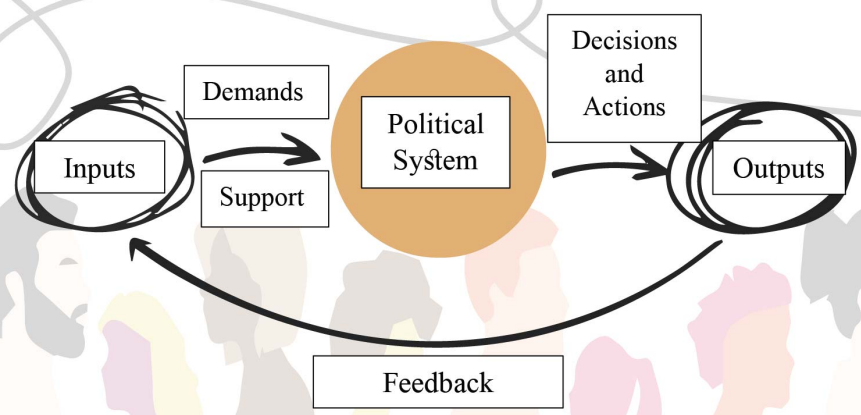 Inputs
Demands
Support
Political
System
Decisions
and
Actions
Outputs
Feedback